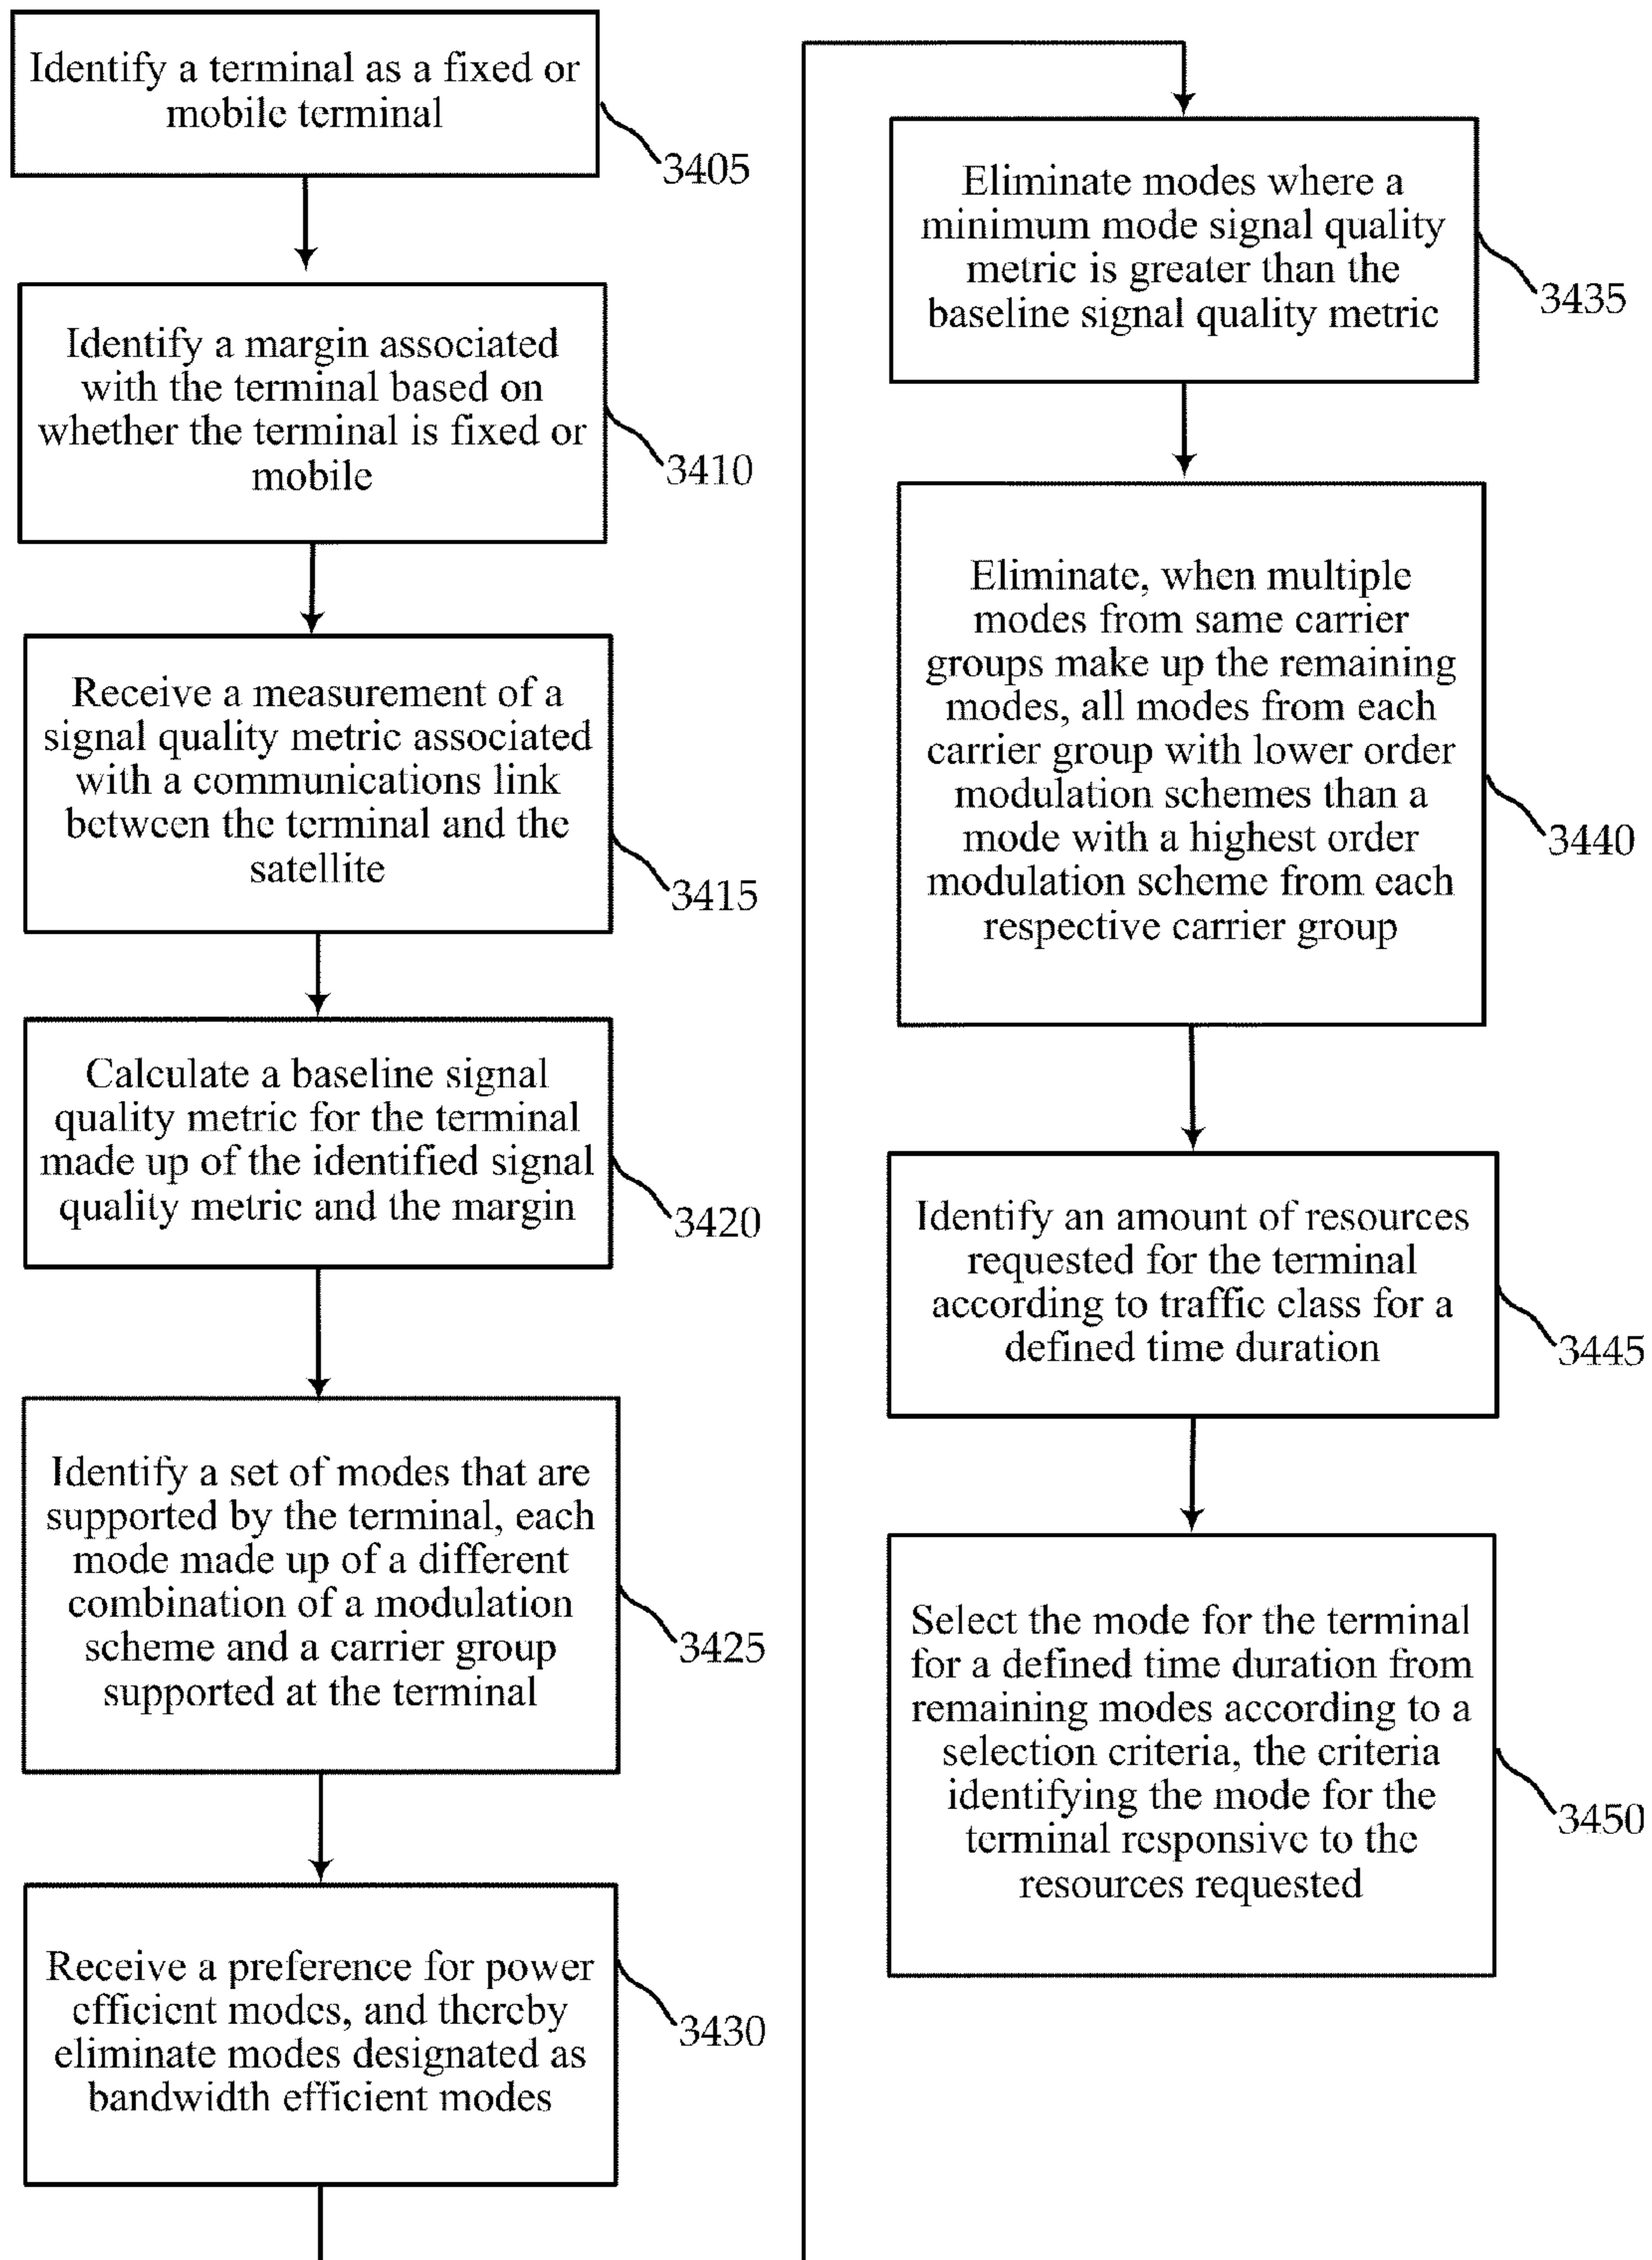 Identify a terminal as a fixed or
mobile terminal
3405
Identify a margin associated
with the terminal based on
whether the terminal is fixed or
mobile
3410
Receive a measurement of a
signal quality metric associated
with a communications link
between the terminal and the
satellite
3415
Calculate a baseline signal
quality metric for the terminal
made up of the identified signal
quality metric and the margin
3420
Identify a set of modes that are
supported by the terminal, each
mode made up of a different
combination of a modulation
scheme and a carrier group
supported at the terminal
3425
Receive a preference for power
efficient modes, and thereby
eliminate modes designated as
bandwidth efficient modes
3430
Eliminate modes where a
minimum mode signal quality
metric is greater than the
baseline signal quality metric
3435
Eliminate, when multiple
modes from same carrier
groups make up the remaining
modes, all modes from each
carrier group with lower order
modulation schemes than a
mode with a highest order
modulation scheme from each
respective carrier group
3440
Identify an amount of resources
requested for the terminal
according to traffic class for a
defined time duration
3445
Select the mode for the terminal
for a defined time duration from
remaining modes according to a
selection criteria, the criteria
identifying the mode for the
terminal responsive to the
resources requested
3450